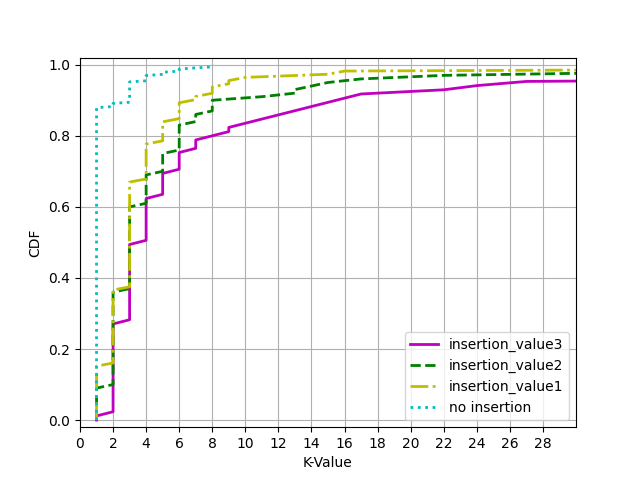 1.0
0.8
0.6
0.4
0.2
0.0
CDF
0 2 4 6 8 10 12 14 16 18 20 22 24 26 28
K-Value
insertion_value3
insertion_value2
insertion_value1
no insertion